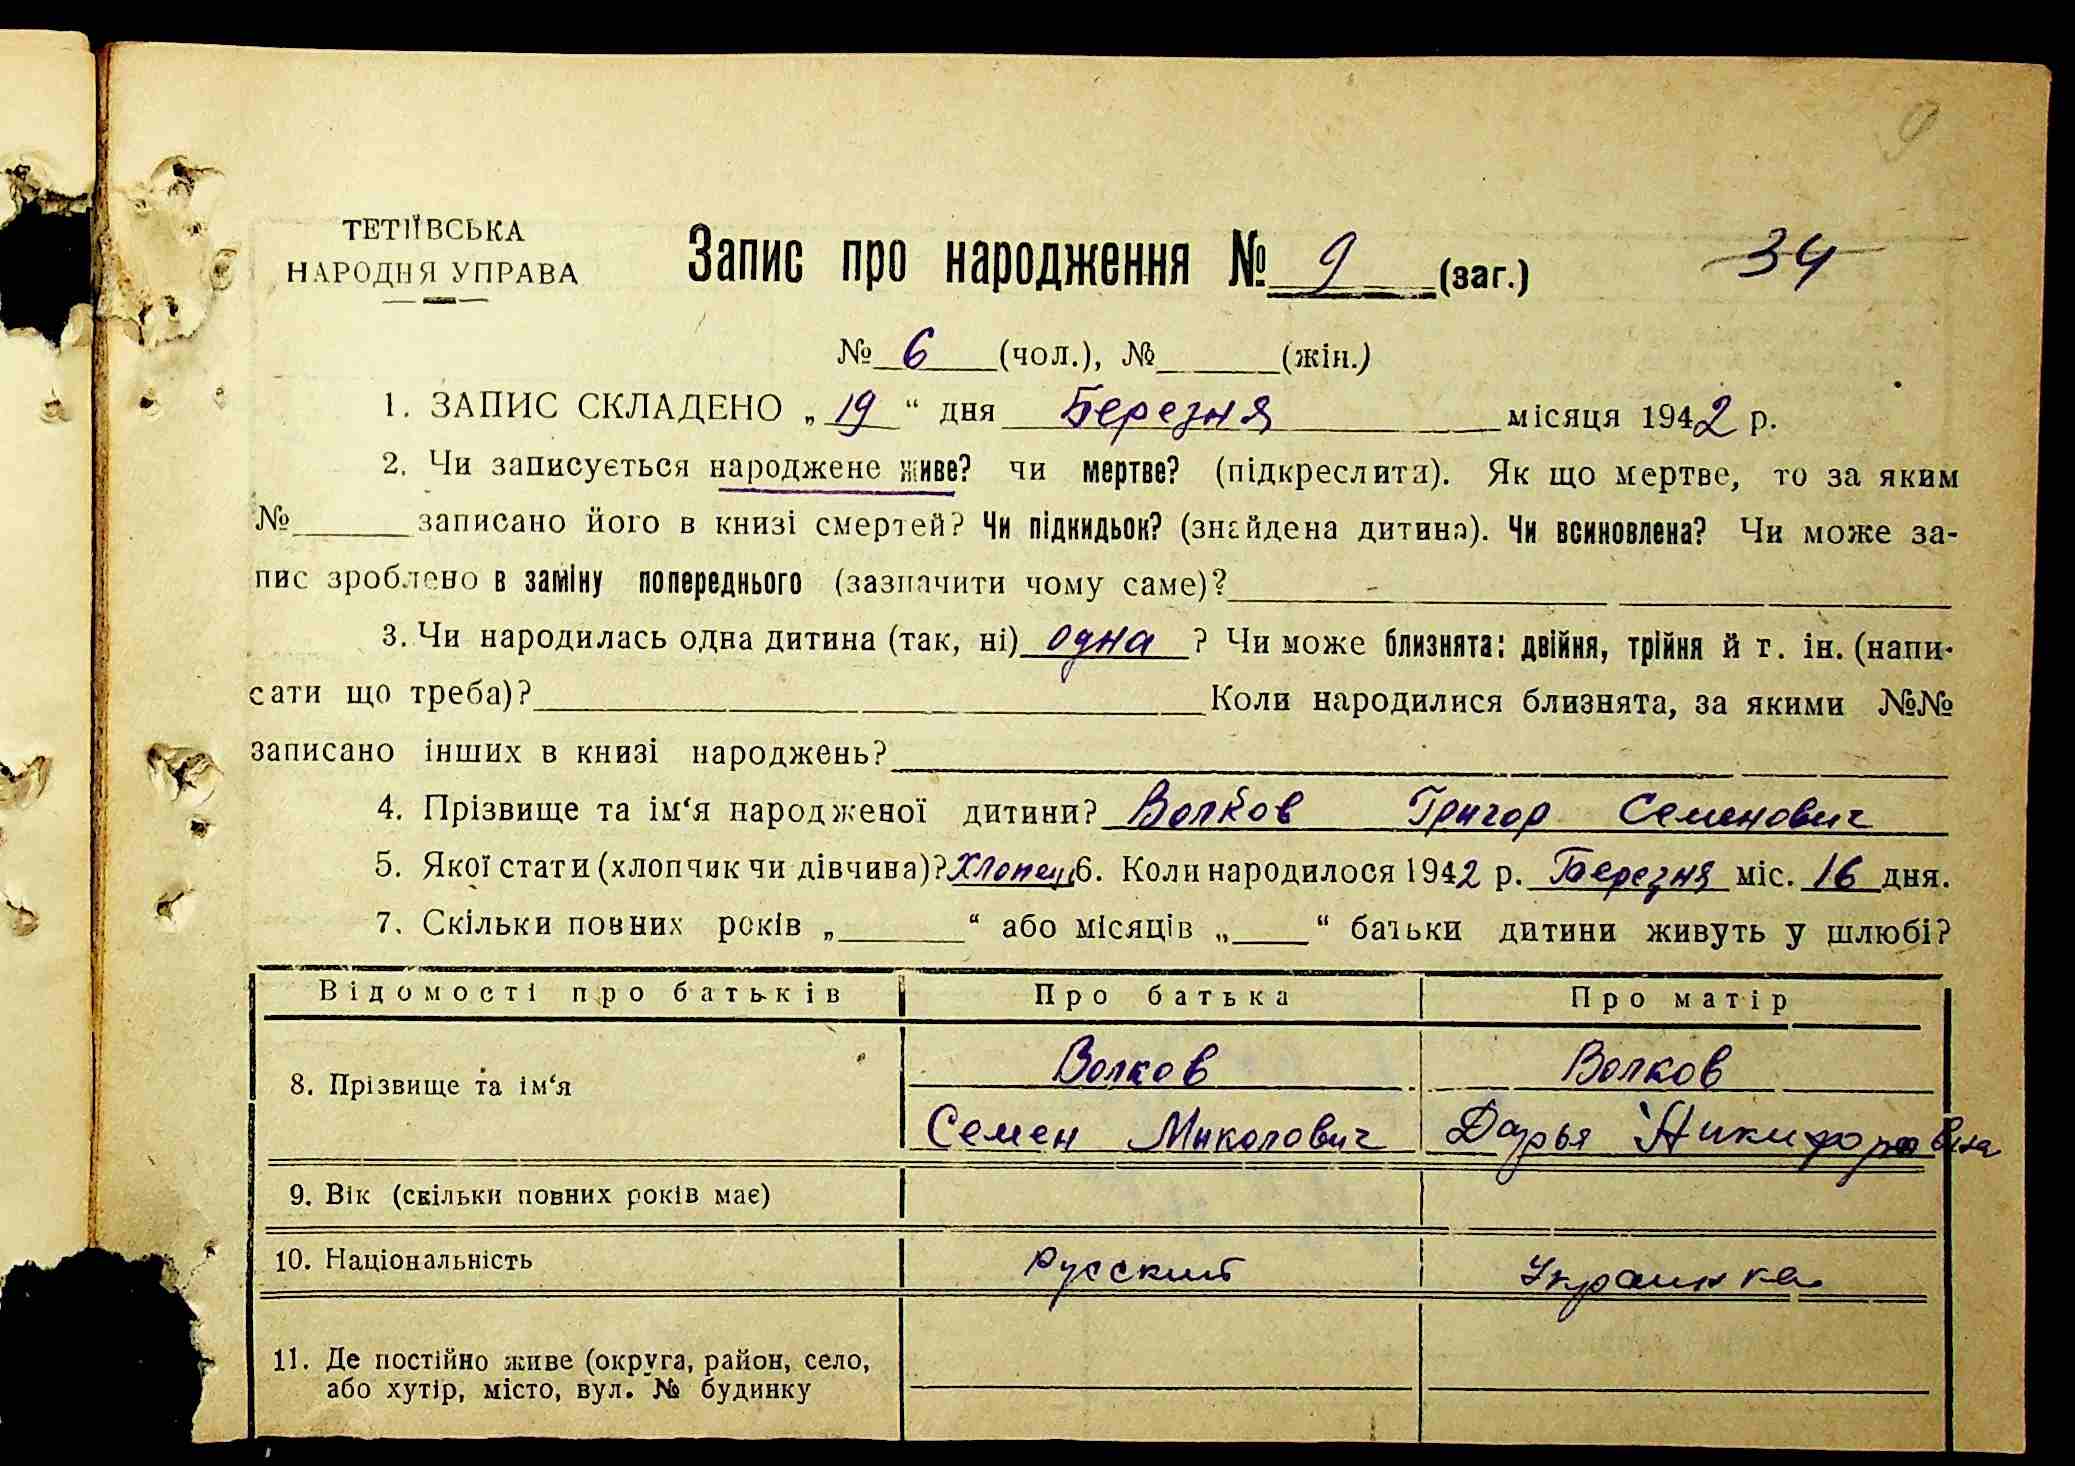 9
ТЕТІЇВСЬКА
НАРОДНЯ УПРАВА
Запис про народження № 9 (заг.)
34
№ 6 (чол.), № (жін.)
1. ЗАПИС СКЛАДЕНО „ 19 “ дня Березня місяця 1942 р.
2. Чи записується народжене живе? чи мертве? (підкреслити). Як що мертве, то за яким
№ записано його в книзі смертей? Чи підкидьок? (знайдена дитина). Чи всиновлена? Чи може за-
пис зроблено в заміну попереднього (зазначити чому саме)?
3. Чи народилась одна дитина (так, ні) одна ? Чи може близнята: двійня, трійня й т. ін. (напи-
сати що треба)? Коли народилися близнята, за якими №№
записано інших в книзі народжень?
4. Прізвище та ім‘я народженої дитини? Волков Григор Семенович
5. Якої стати (хлопчик чи дівчина)? Хлопец 6. Коли народилося 1942 р. Березня міс. 16 дня.
7. Скільки повних років „ “ або місяців „ “ батьки дитини живуть у шлюбі?
Відомості про батьків Про батька Про матір
8. Прізвище та ім‘я Волков Волков
Семен Миколович Дарья Никифоровна
9. Вік (скільки повних років має)
10. Національність Русский Украинка
11. Де постійно живе (округа, район, село,
або хутір, місто, вул. № будинку